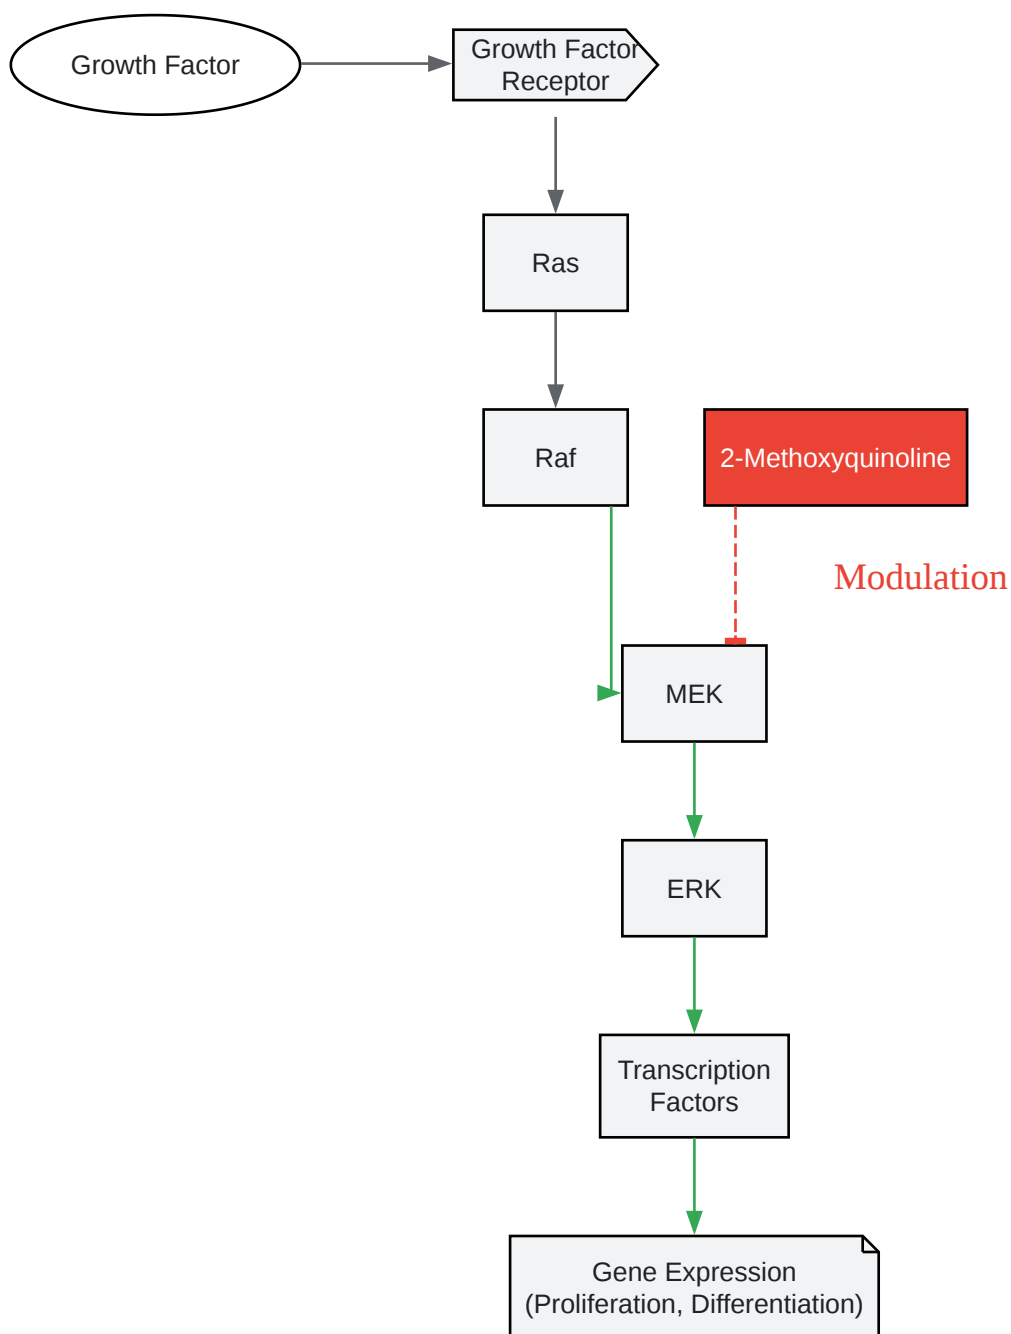 Growth Factor
Growth Factor
Receptor
Ras
Raf
2-Methoxyquinoline
Modulation
MEK
ERK
Transcription
Factors
Gene Expression
(Proliferation, Differentiation)